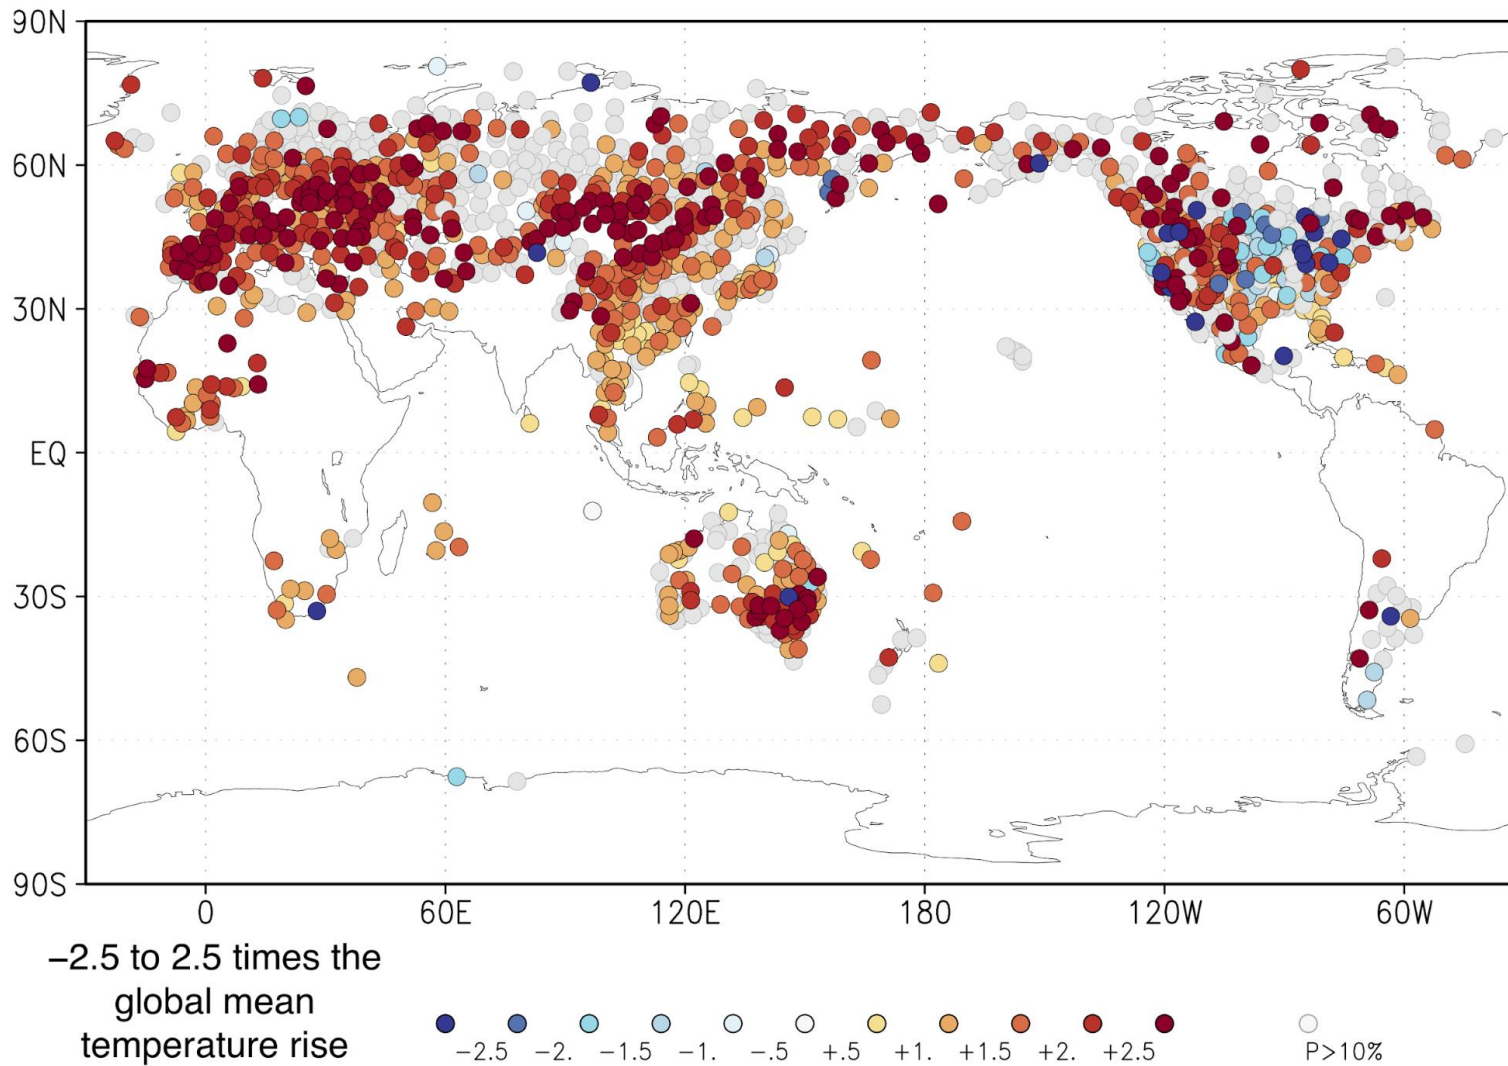 90N
60N
30N
EQ
30S
60S
90S
0 60E 120E 180 120W 60W
−2.5 to 2.5 times the
global mean
temperature rise
−2.5 −2. −1.5 −1. −.5 +.5 +1. +1.5 +2. +2.5 P>10%